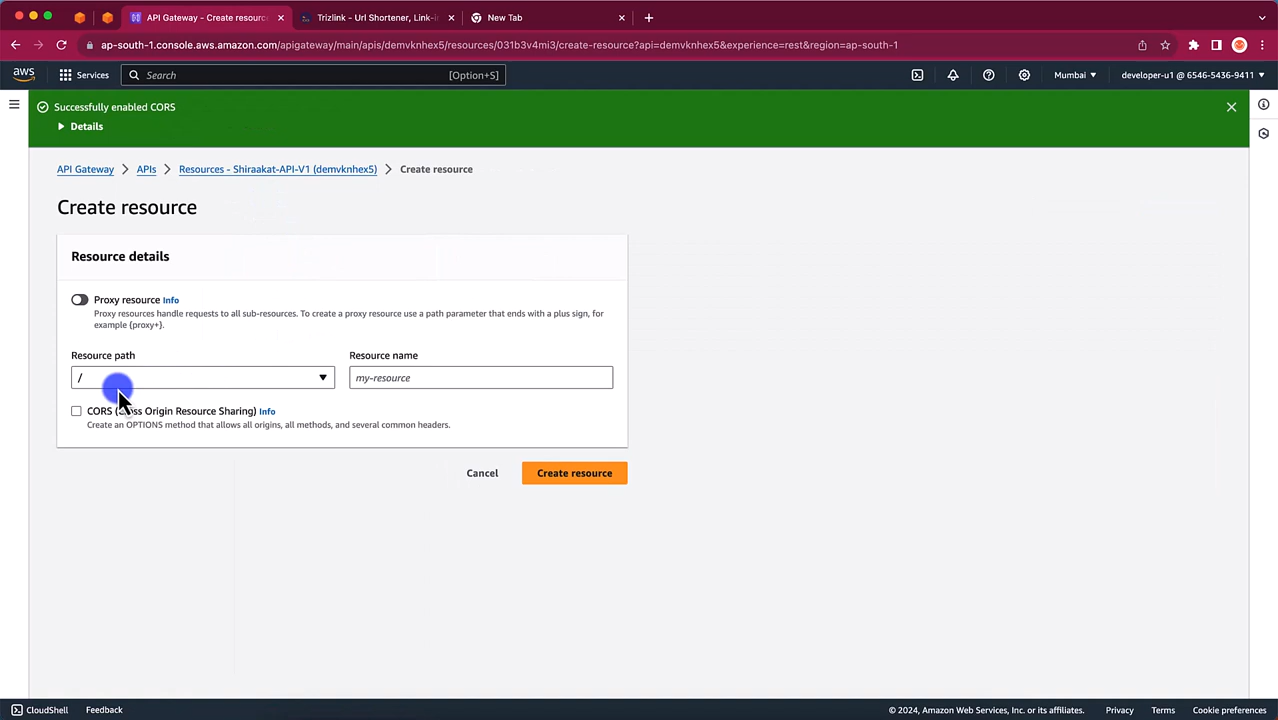 API Gateway - Create resourc
Trizlink - Url Shortener, Link-i
New Tab
ap-south-1.console.aws.amazon.com/apigateway/main/apis/demvknhex5/resources/031b3v4mi3/create-resource?api=demvknhex5&experience=rest&region=ap-south-1
aws
Services
Search
[Option+S]
Mumbai
developer-u1 @ 6546-5436-9411
Successfully enabled CORS
Details
API Gateway
APIs
Resources - Shiraakat-API-V1 (demvknhex5)
Create resource
Create resource
Resource details
Proxy resource Info
Proxy resources handle requests to all sub-resources. To create a proxy resource use a path parameter that ends with a plus sign, for
example {proxy+}.
Resource path
Resource name
/
my-resource
CORS ( ss Origin Resource Sharing) Info
Create an OPTIONS method that allows all origins, all methods, and several common headers.
Cancel
Create resource
CloudShell
Feedback
© 2024, Amazon Web Services, Inc. or its affiliates.
Privacy
Terms
Cookie preferences